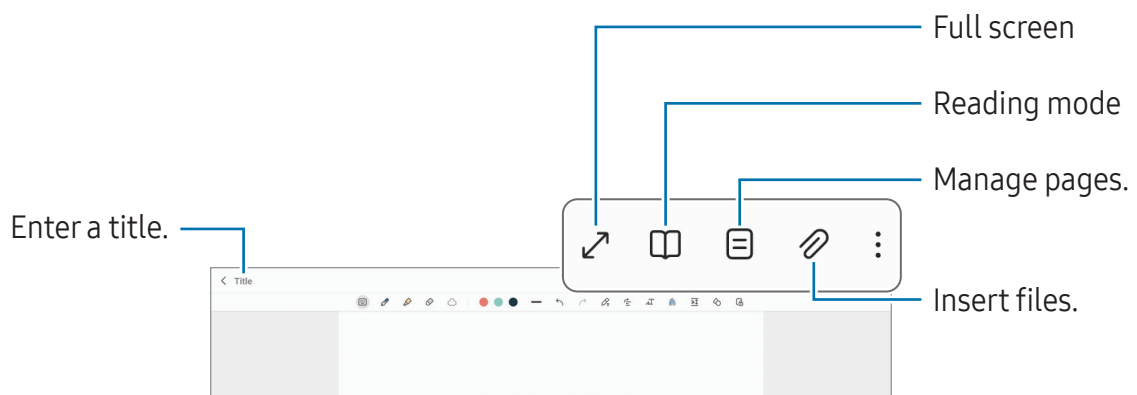 Full screen
Reading mode
Manage pages.
Enter a title.
Title
Insert files.